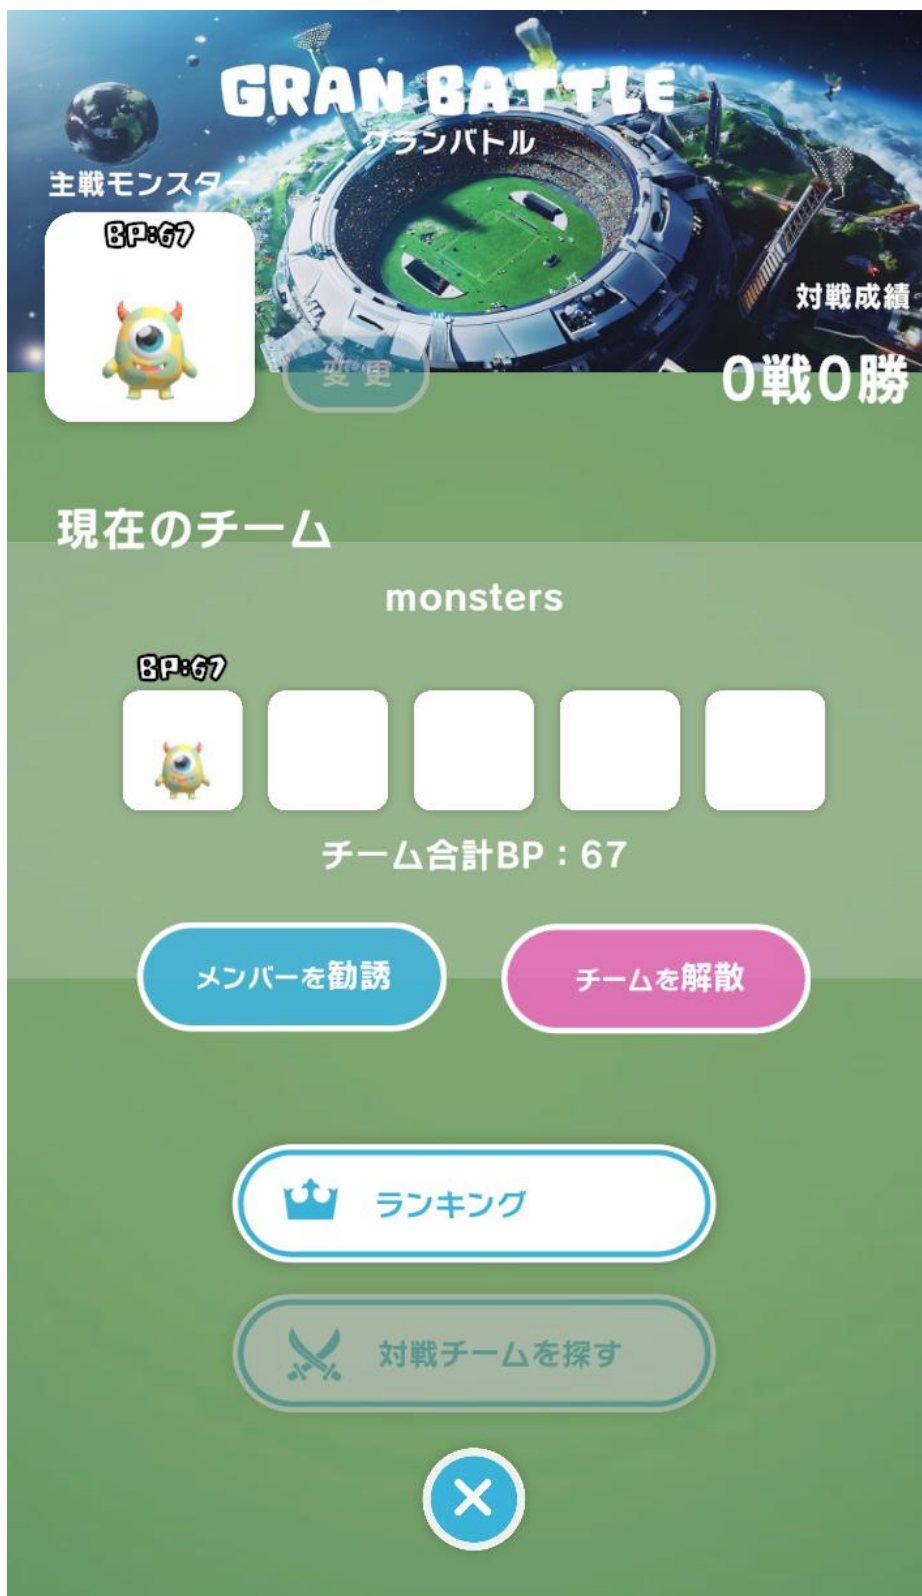 GRAN BATTLE
グランバトル
主戦モンスター
BP:67
対戦成績
変更
0戦0勝
現在のチーム
monsters
BP:67
チーム合計BP：67
メンバーを勧誘
チームを解散
ランキング
対戦チームを探す